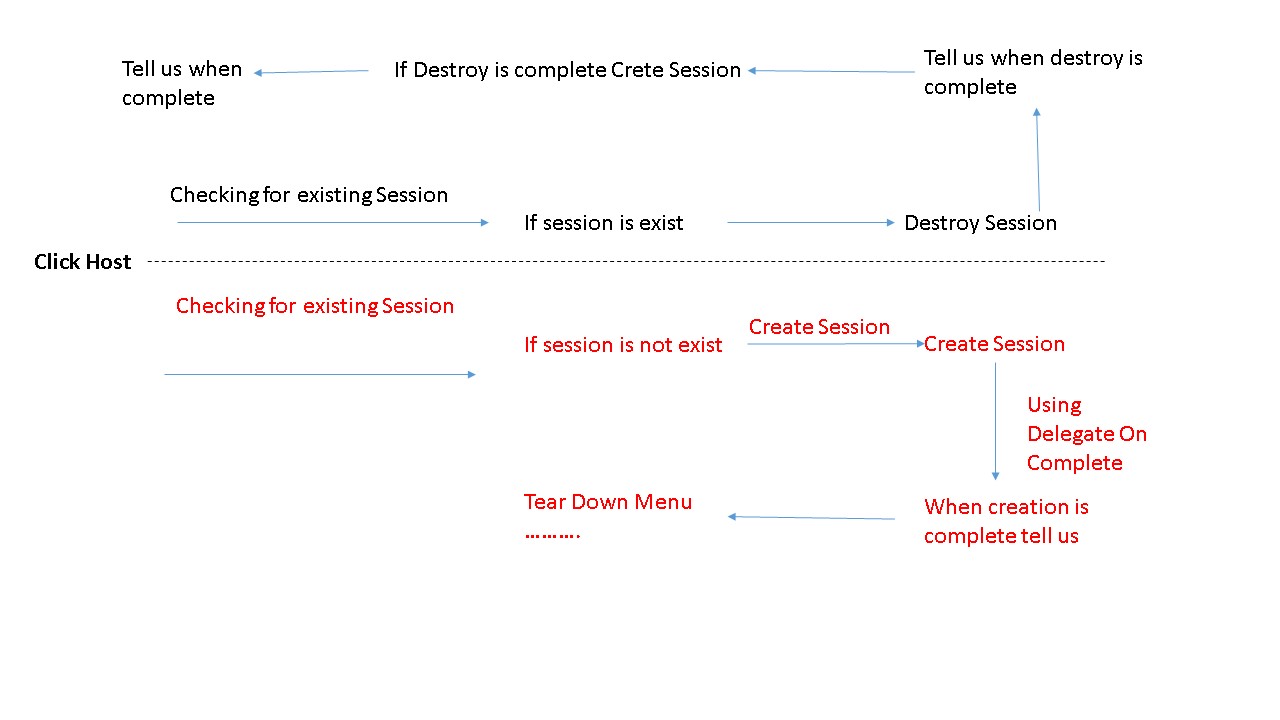 Tell us when
complete
If Destroy is complete Crete Session
Tell us when destroy is
complete
Checking for existing Session
If session is exist
Destroy Session
Click Host
Checking for existing Session
If session is not exist
Create Session
Create Session
Using
Delegate On
Complete
Tear Down Menu
……….
When creation is
complete tell us